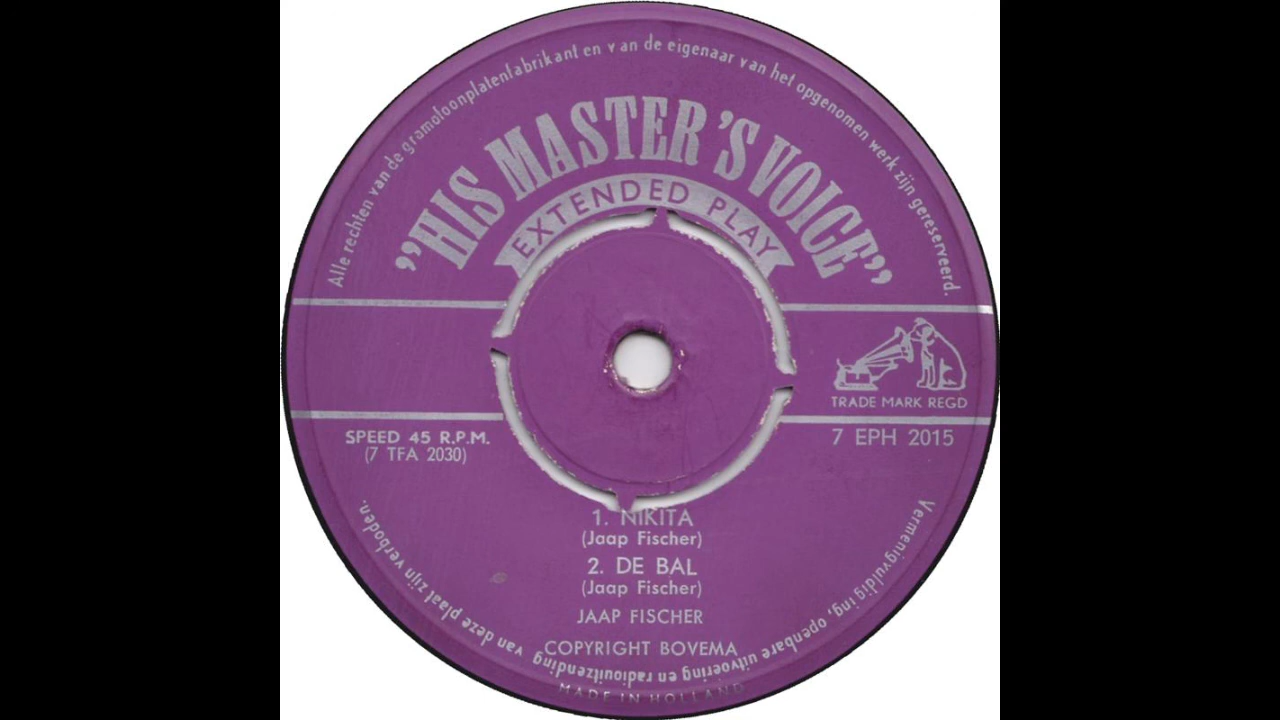 Alle rechten van de gramofoonplatenfabrikant en van de eigenaar van het opgenomen werk zijn gereserveerd.
"HIS MASTER'S VOICE"
EXTENDED PLAY
TRADE MARK REGD
SPEED 45 R.P.M.
(7 TFA 2030)
7 EPH 2015
1. NIKITA
(Jaap Fischer)
2. DE BAL
(Jaap Fischer)
JAAP FISCHER
COPYRIGHT BOVEMA
Vermenigvuldiging, openbare uitvoering en radiouitzending van deze plaat zijn verboden.
MADE IN HOLLAND